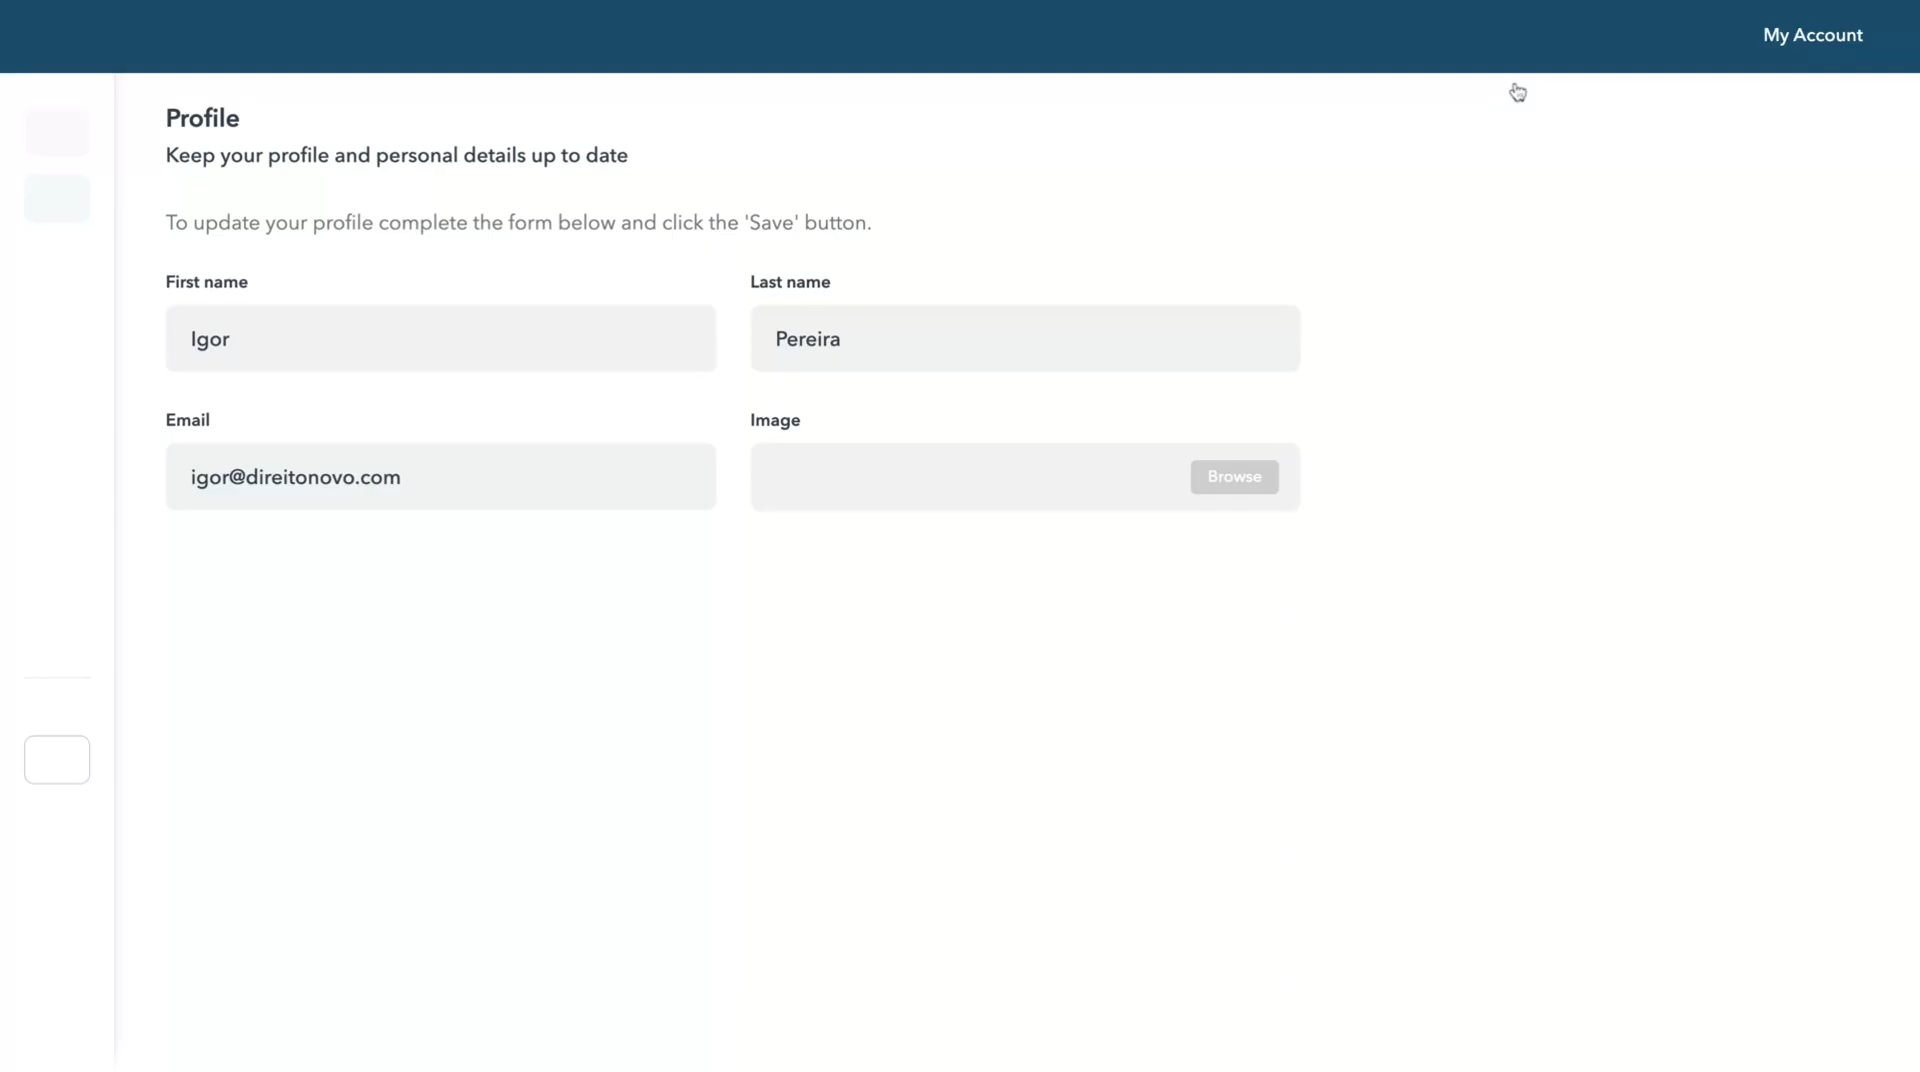 My Account
Profile
Keep your profile and personal details up to date
To update your profile complete the form below and click the 'Save' button.
First name
Last name
Igor
Pereira
Email
Image
igor@direitonovo.com
Browse